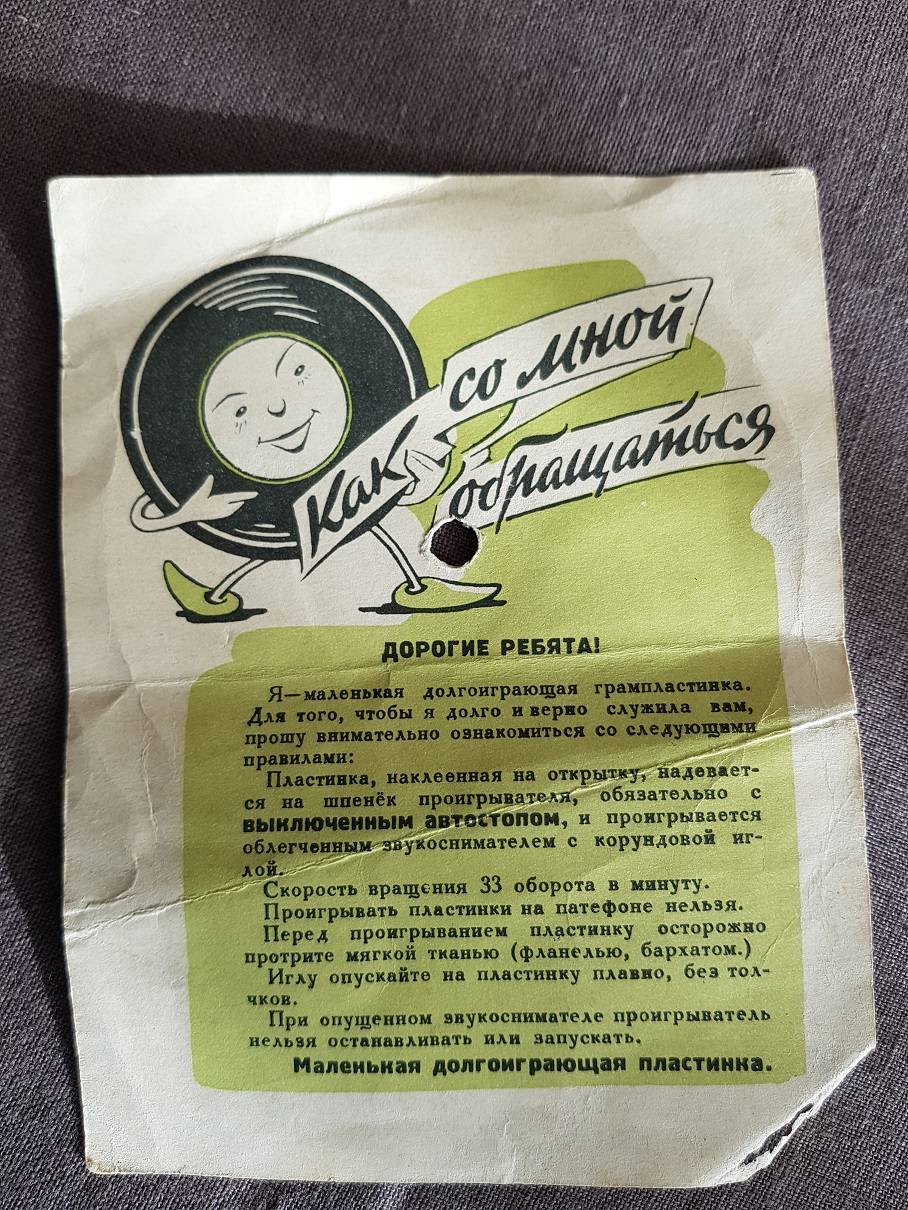 Как со мной
обращаться
ДОРОГИЕ РЕБЯТА!
Я—маленькая долгоиграющая грампластинка.
Для того, чтобы я долго и верно служила вам,
прошу внимательно ознакомиться со следующими
правилами:
Пластинка, наклеенная на открытку, надевает-
ся на шпенёк проигрывателя, обязательно с
выключенным автостопом, и проигрывается
облегченным звукоснимателем с корундовой иг-
лой.
Скорость вращения 33 оборота в минуту.
Проигрывать пластинки на патефоне нельзя.
Перед проигрыванием пластинку осторожно
протрите мягкой тканью (фланелью, бархатом.)
Иглу опускайте на пластинку плавно, без тол-
чков.
При опущенном звукоснимателе проигрыватель
нельзя останавливать или запускать.
Маленькая долгоиграющая пластинка.